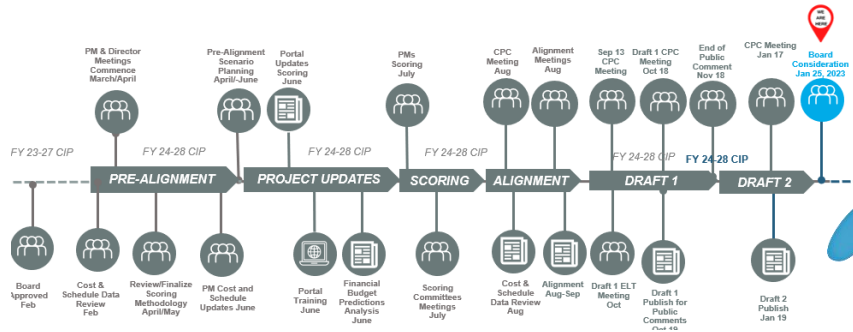 WE
ARE
HERE
PM & Director
Meetings
Commence
March/April
Pre-Alignment
Scenario
Planning
April/-June
Portal
Updates
Scoring
June
PMs
Scoring
July
CPC
Meeting
Aug
Alignment
Meetings
Aug
Sep 13
CPC
Meeting
Draft 1 CPC
Meeting
Oct 18
End of
Public
Comment
Nov 18
CPC Meeting
Jan 17
Board
Consideration
Jan 25, 2023
FY 23-27 CIP
FY 24-28 CIP
FY 24-28 CIP
FY 24-28 CIP
FY 24-28 CIP
FY 24-28 CIP
PRE-ALIGNMENT
PROJECT UPDATES
SCORING
ALIGNMENT
DRAFT 1
DRAFT 2
Board
Approved
Feb
Cost &
Schedule Data
Review
Feb
Review/Finalize
Scoring
Methodology
April/May
PM Cost and
Schedule
Updates June
Portal
Training
June
Financial
Budget
Predictions
Analysis
June
Scoring
Committees
Meetings
July
Cost &
Schedule
Data Review
Aug
Alignment
Aug-Sep
Draft 1 ELT
Meeting
Oct
Draft 1
Publish for
Public
Comments
Oct 19
Draft 2
Publish
Jan 19